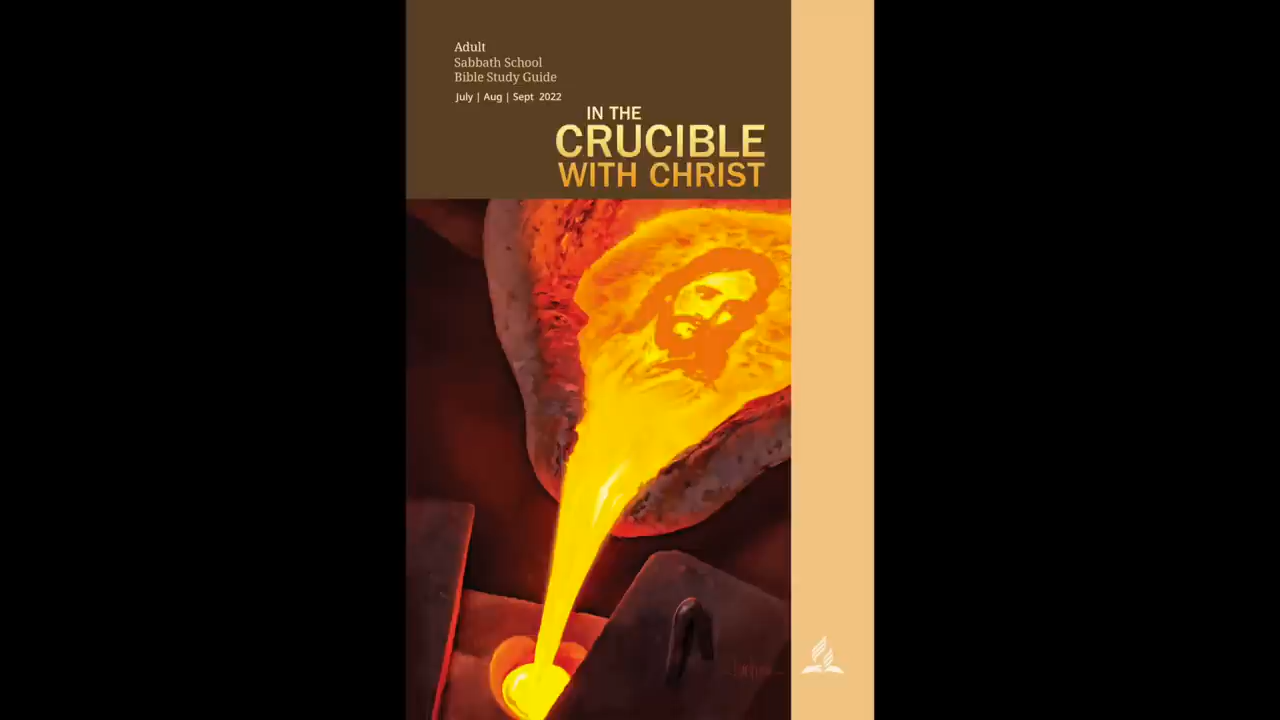 Adult
Sabbath School
Bible Study Guide
July | Aug | Sept 2022
IN THE
CRUCIBLE
WITH CHRIST